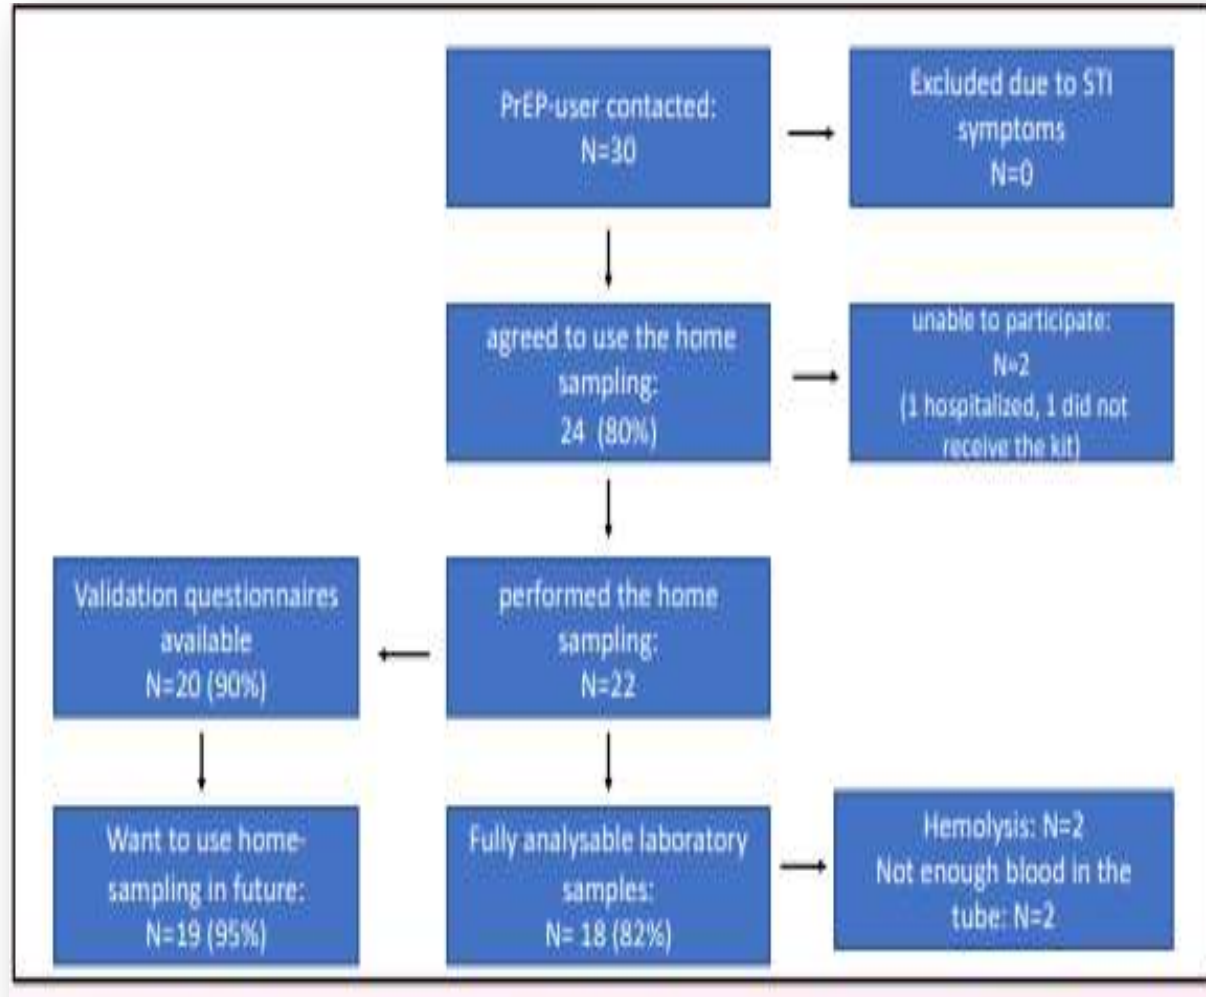 PrEP-user contacted:
N=30
Excluded due to STI
symptoms
N=0
agreed to use the home
sampling:
24 (80%)
unable to participate:
N=2
(1 hospitalized, 1 did not
receive the kit)
Validation questionnaires
available
N=20 (90%)
performed the home
sampling:
N=22
Want to use home-
sampling in future:
N=19 (95%)
Fully analysable laboratory
samples:
N= 18 (82%)
Hemolysis: N=2
Not enough blood in the
tube: N=2